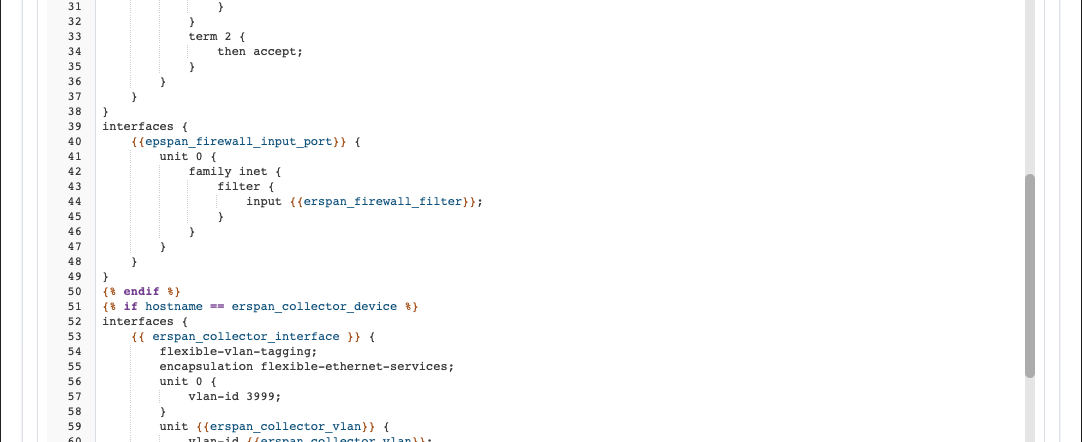 31                 }
32             }
33             term 2 {
34                 then accept;
35             }
36         }
37     }
38 }
39 interfaces {
40     {{epspan_firewall_input_port}} {
41         unit 0 {
42             family inet {
43                 filter {
44                     input {{erspan_firewall_filter}};
45                 }
46             }
47         }
48     }
49 }
50 {% endif %}
51 {% if hostname == erspan_collector_device %}
52 interfaces {
53     {{ erspan_collector_interface }} {
54         flexible-vlan-tagging;
55         encapsulation flexible-ethernet-services;
56         unit 0 {
57             vlan-id 3999;
58         }
59         unit {{erspan_collector_vlan}} {
60             vlan-id {{erspan_collector_vlan}};